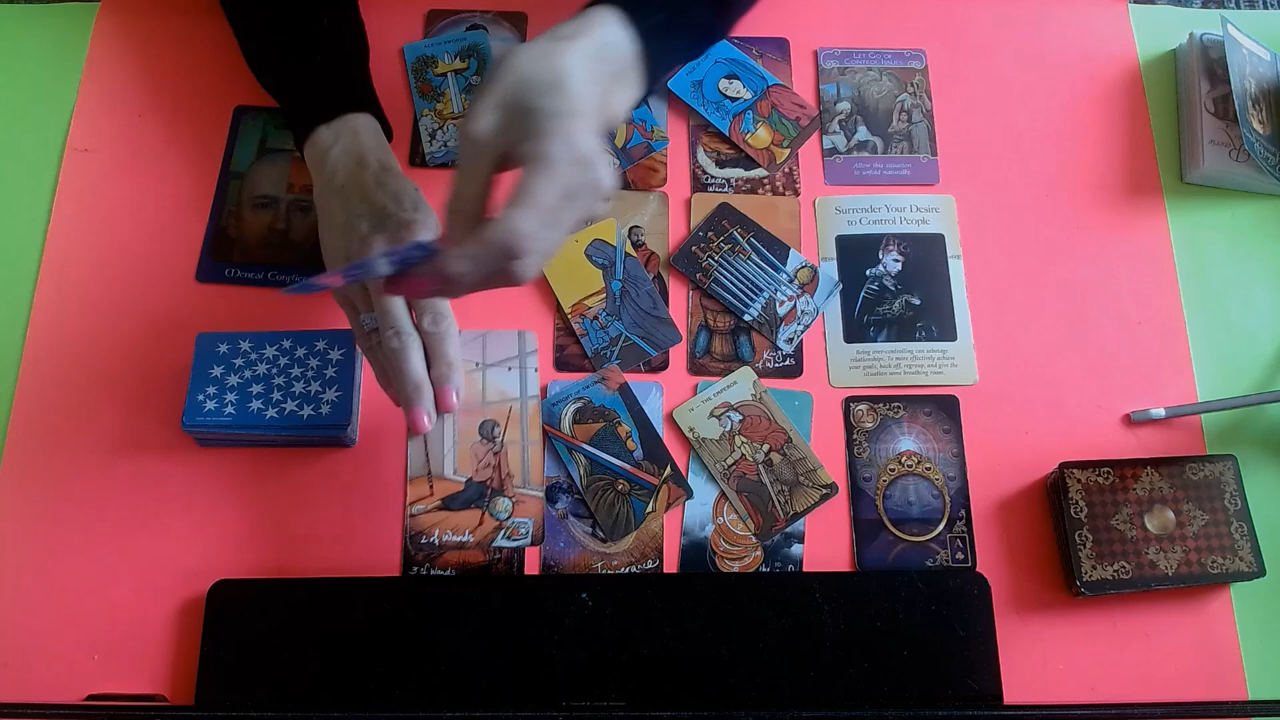 ACE OF SWORDS
LET GO OF
CONTROL ISSUES
Queen of
Wands
Allow this situation
to unfold naturally.
Mental Conflict
Surrender Your Desire
to Control People
V
Being over-controlling can sabotage
relationships. To more effectively achieve
your goals, back off, regroup, and give the
situation some breathing room.
King
of Wands
KNIGHT OF SWORDS
IV - THE EMPEROR
25
2 of Wands
3 of Wands
Temperance
10
A